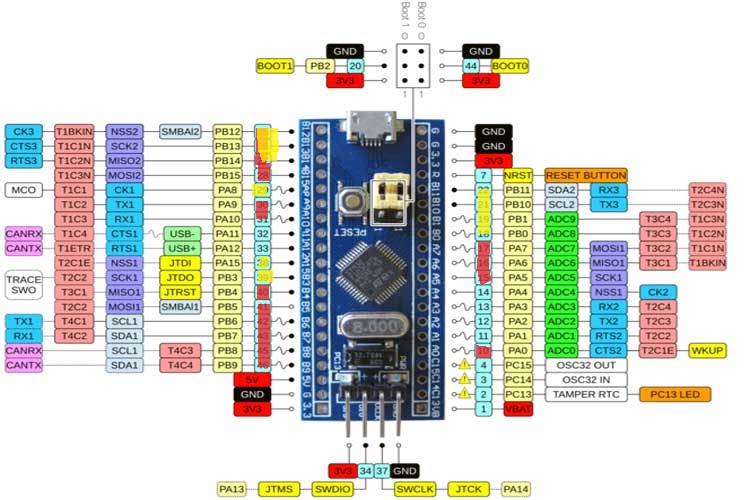 Boot 1 Boot 0
GND GND
BOOT1 PB2 20 44 BOOT0
3V3 3V3
1 1
GND
CK3 T1BKIN NSS2 SMBAI2 PB12 GND
CTS3 T1C1N SCK2 PB13 3V3
RTS3 T1C2N MISO2 PB14 7 NRST RESET BUTTON
T1C3N MOSI2 PB15 28 PB11 SDA2 RX3 T2C4N
MCO T1C1 CK1 PA8 29 PB10 SCL2 TX3 T2C3N
T1C2 TX1 PA9 30 19 PB1 ADC9 T3C4 T1C3N
T1C3 RX1 PA10 31 18 PB0 ADC8 T3C3 T1C2N
CANRX T1C4 CTS1 USB- PA11 32 17 PA7 ADC7 MOSI1 T3C2 T1C1N
CANTX T1ETR RTS1 USB+ PA12 33 16 PA6 ADC6 MISO1 T3C1 T1BKIN
T2C1E NSS1 JTDI PA15 38 15 PA5 ADC5 SCK1
TRACE SWO T2C2 SCK1 JTDO PB3 39 14 PA4 ADC4 NSS1 CK2
T3C1 MISO1 JTRST PB4 40 13 PA3 ADC3 RX2 T2C4
T2C2 MOSI1 SMBAI1 PB5 12 PA2 ADC2 TX2 T2C3
TX1 T4C1 SCL1 PB6 42 11 PA1 ADC1 RTS2 T2C2
RX1 T4C2 SDA1 PB7 43 10 PA0 ADC0 CTS2 T2C1E WKUP
CANRX SCL1 T4C3 PB8 45 4 PC15 OSC32 OUT
CANTX SDA1 T4C4 PB9 46 3 PC14 OSC32 IN
5V 2 PC13 TAMPER RTC PC13 LED
GND 1 VBAT
3V3
RESET
8.000
3V3 34 37 GND
PA13 JTMS SWDIO SWCLK JTCK PA14